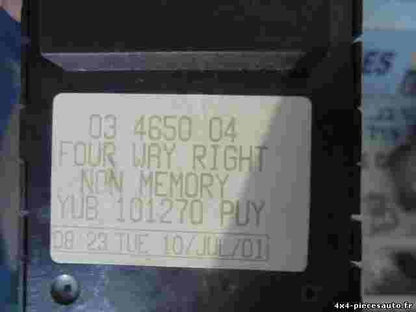 03 4650 04
FOUR WAY RIGHT
NON MEMORY
YUB 101270 PUY
08 23 TUE 10/JUL/01
4x4-piecesauto.fr